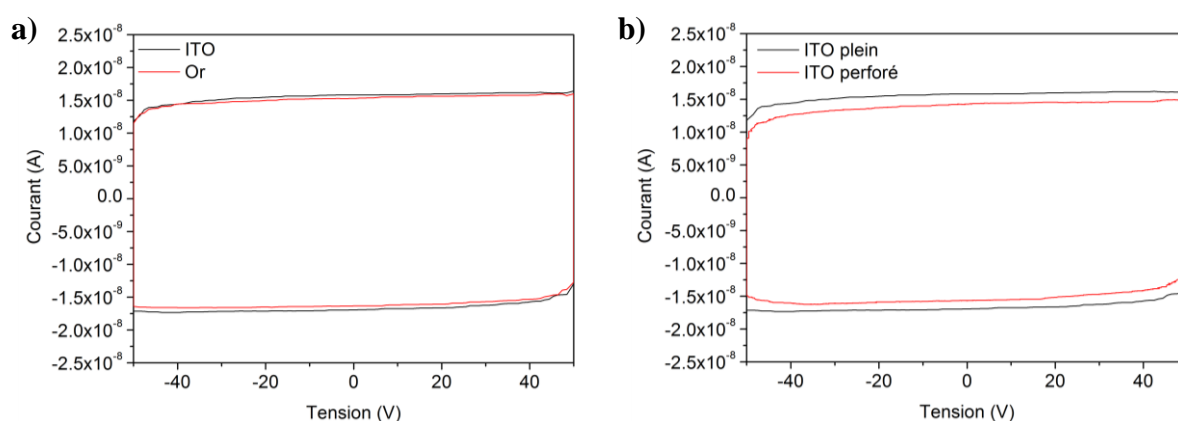 a)
ITO
Or
2.5x10⁻⁸
2.0x10⁻⁸
1.5x10⁻⁸
1.0x10⁻⁸
5.0x10⁻⁹
0.0
-5.0x10⁻⁹
-1.0x10⁻⁸
-1.5x10⁻⁸
-2.0x10⁻⁸
-2.5x10⁻⁸
Courant (A)
-40 -20 0 20 40
Tension (V)
b)
ITO plein
ITO perforé
2.5x10⁻⁸
2.0x10⁻⁸
1.5x10⁻⁸
1.0x10⁻⁸
5.0x10⁻⁹
0.0
-5.0x10⁻⁹
-1.0x10⁻⁸
-1.5x10⁻⁸
-2.0x10⁻⁸
-2.5x10⁻⁸
Courant (A)
-40 -20 0 20 40
Tension (V)